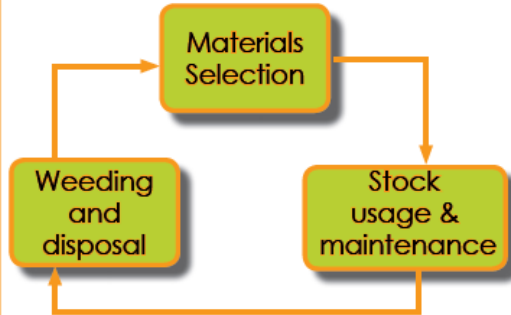 Materials
Selection
Weeding
and
disposal
Stock
usage &
maintenance